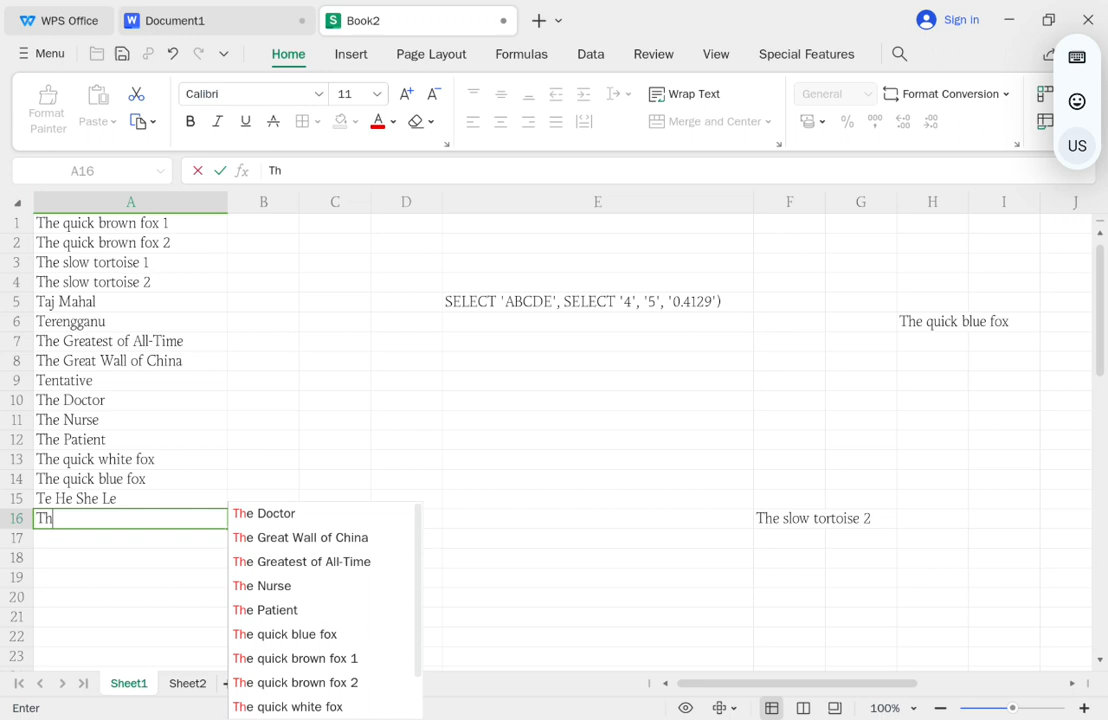 WPS Office
Document1
Book2
Sign in
Menu
Home
Insert
Page Layout
Formulas
Data
Review
View
Special Features
Format Painter
Paste
Calibri
11
A+
A-
B I U A
A
Wrap Text
Merge and Center
General
Format Conversion
%
US
A16
fx
Th
A B C D E F G H I J
1 The quick brown fox 1
2 The quick brown fox 2
3 The slow tortoise 1
4 The slow tortoise 2
5 Taj Mahal SELECT 'ABCDE', SELECT '4', '5', '0.4129')
6 Terengganu The quick blue fox
7 The Greatest of All-Time
8 The Great Wall of China
9 Tentative
10 The Doctor
11 The Nurse
12 The Patient
13 The quick white fox
14 The quick blue fox
15 Te He She Le
16 Th The slow tortoise 2
17
18
19
20
21
22
23
The Doctor
The Great Wall of China
The Greatest of All-Time
The Nurse
The Patient
The quick blue fox
The quick brown fox 1
The quick brown fox 2
The quick white fox
Sheet1
Sheet2
Enter
100%